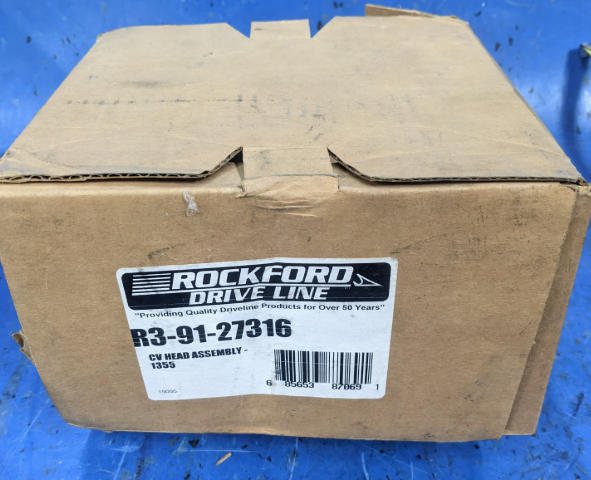 ROCKFORD
DRIVE LINE
"Providing Quality Driveline Products for Over 50 Years"
R3-91-27316
CV HEAD ASSEMBLY -
1355
6 85653 87069 1